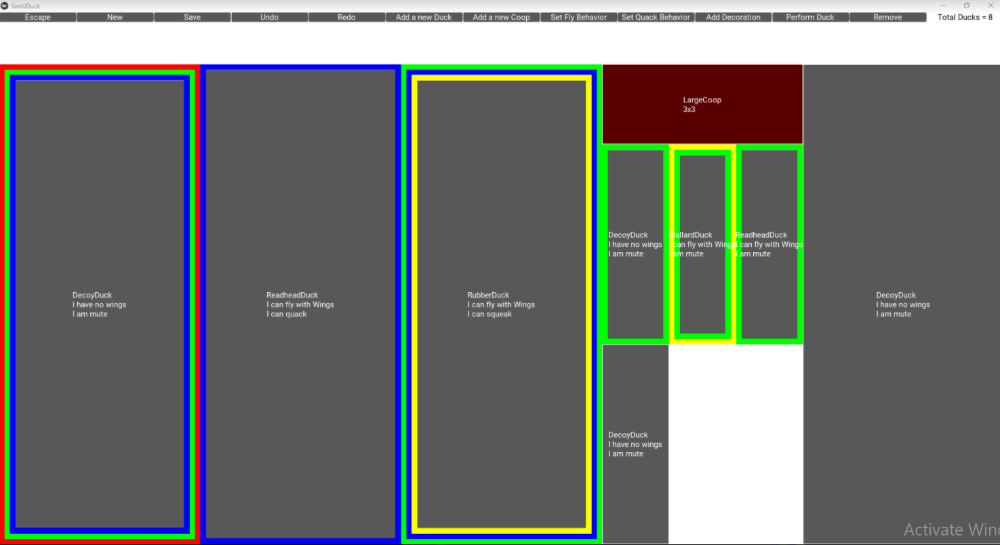 SimUDuck
Escape New Save Undo Redo Add a new Duck Add a new Coop Set Fly Behavior Set Quack Behavior Add Decoration Perform Duck Remove Total Ducks = 8
LargeCoop
3x3
DecoyDuck
I have no wings
I am mute
MallardDuck
I can fly with Wings
I am mute
ReadheadDuck
I can fly with Wings
I am mute
DecoyDuck
I have no wings
I am mute
ReadheadDuck
I can fly with Wings
I can quack
RubberDuck
I can fly with Wings
I can squeak
DecoyDuck
I have no wings
I am mute
DecoyDuck
I have no wings
I am mute
Activate Win